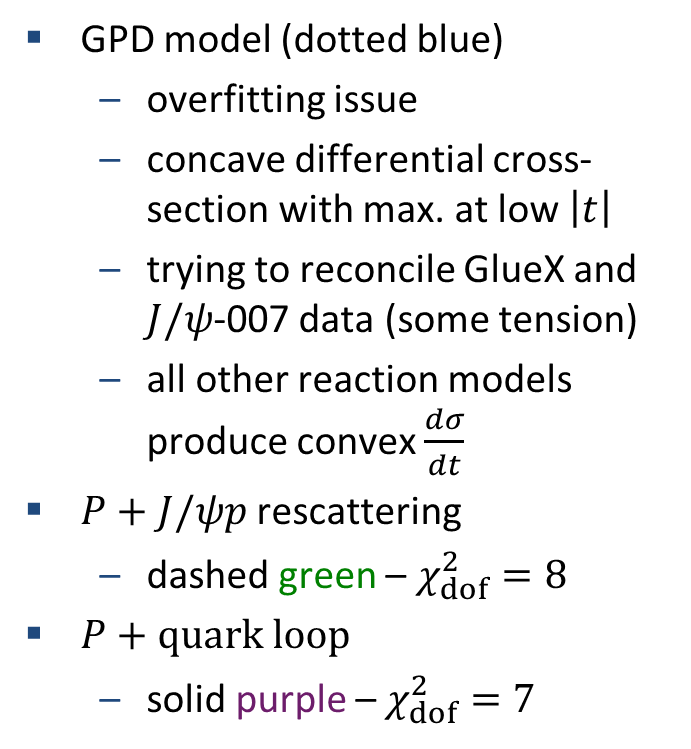 ▪ GPD model (dotted blue)
– overfitting issue
– concave differential cross-
section with max. at low |t|
– trying to reconcile GlueX and
J/ψ-007 data (some tension)
– all other reaction models
produce convex dσ/dt
▪ P + J/ψp rescattering
– dashed green – χ²_dof = 8
▪ P + quark loop
– solid purple – χ²_dof = 7